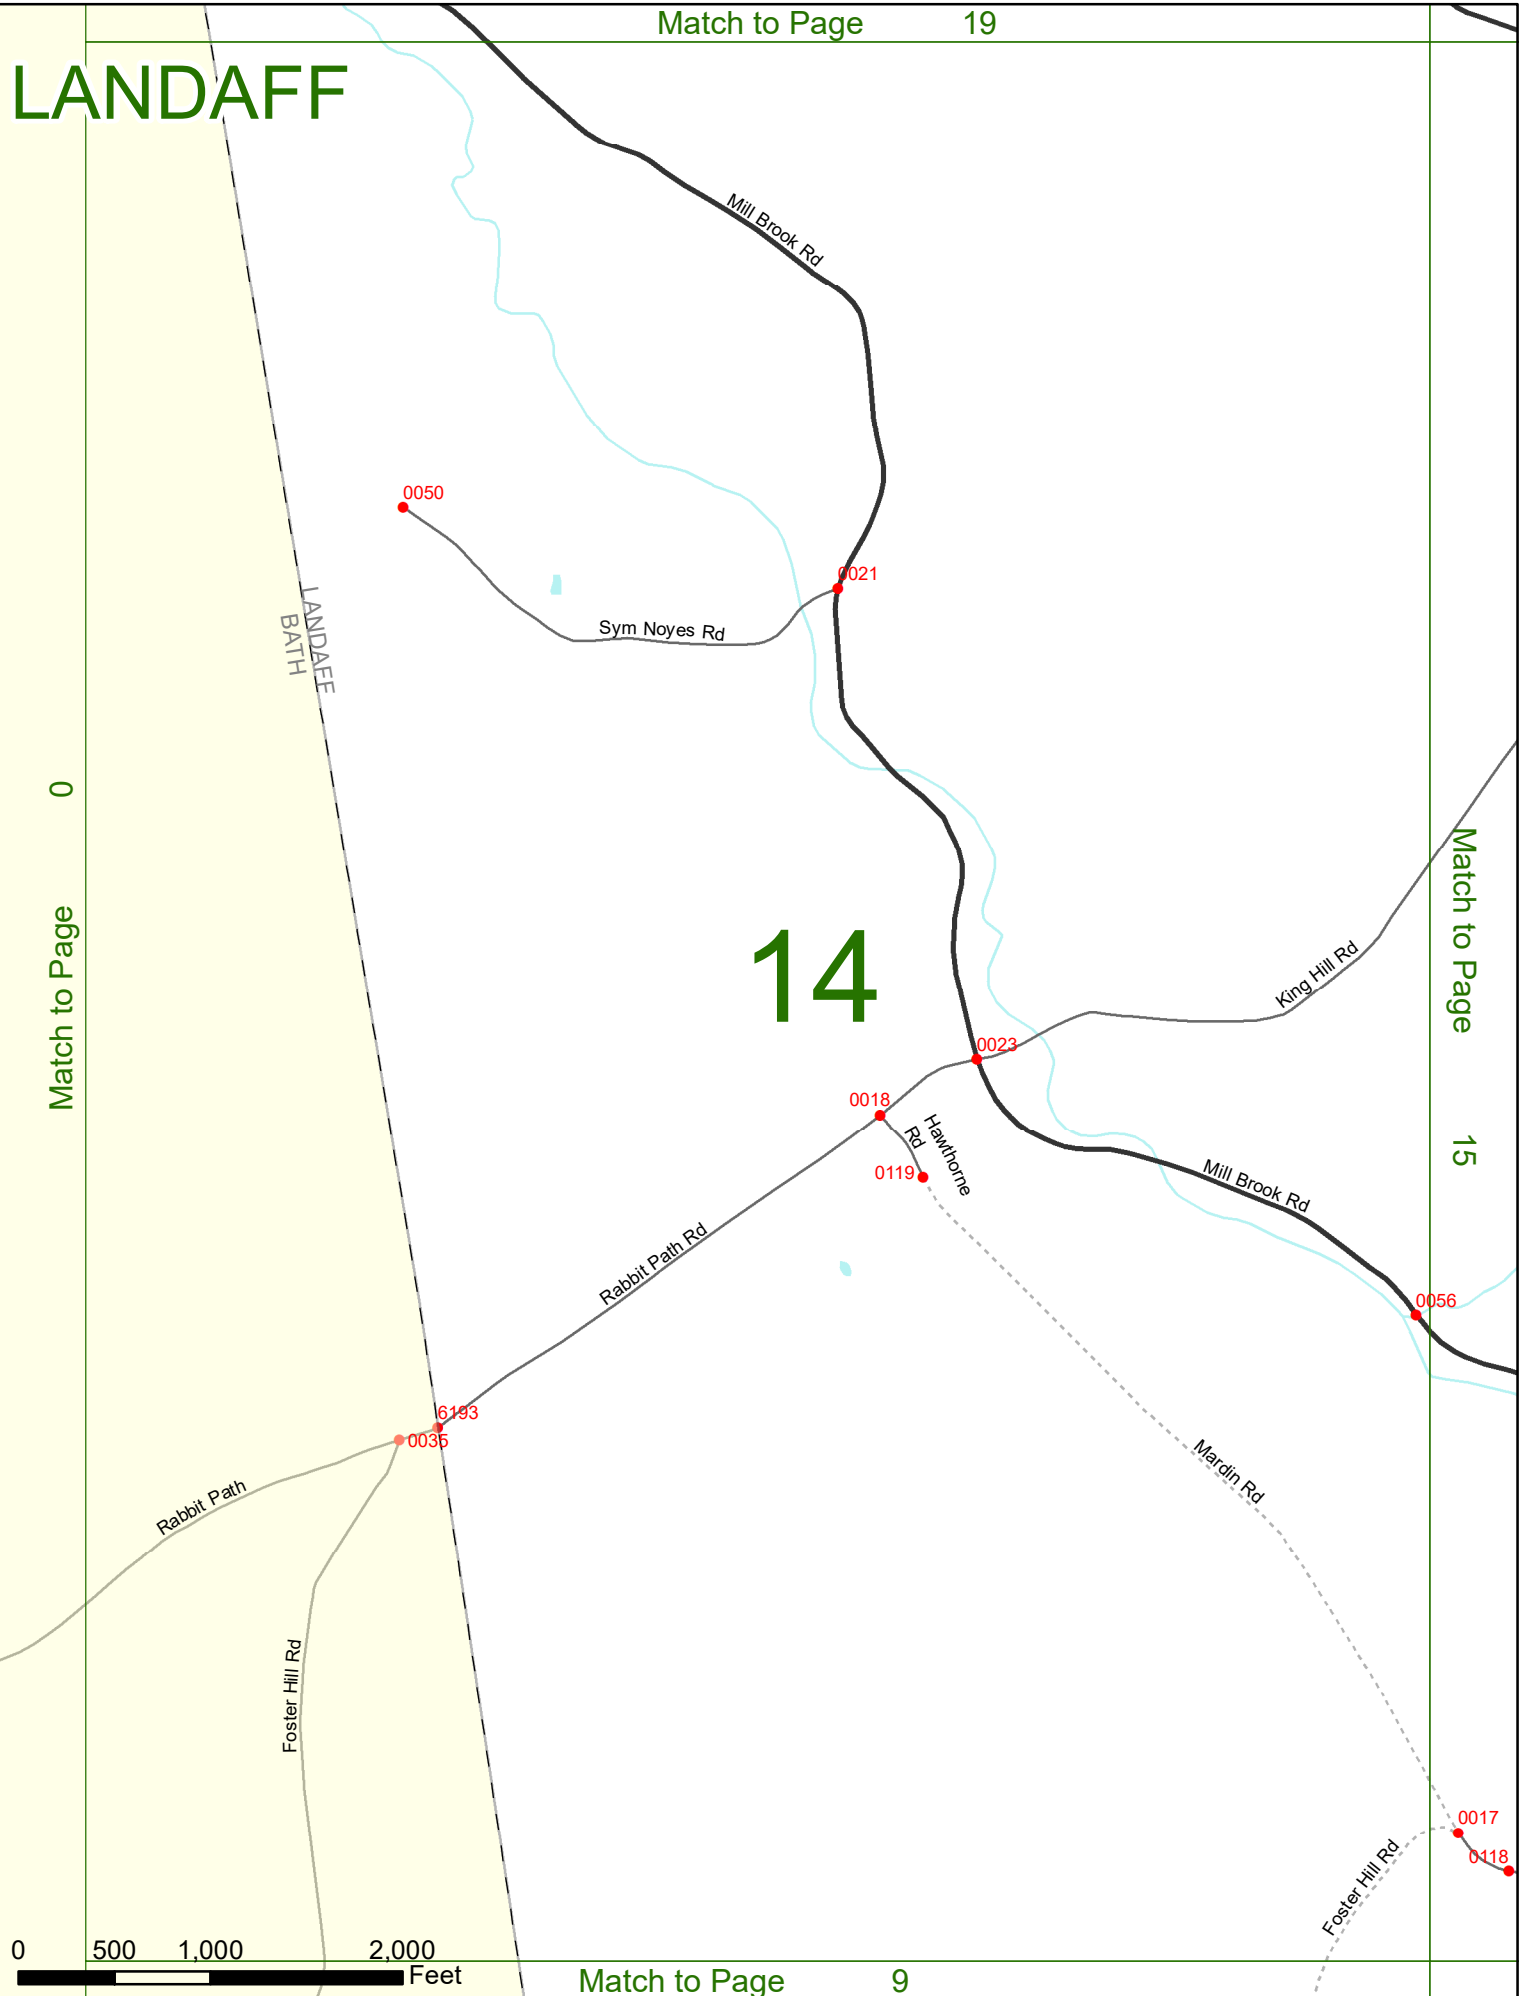 Match to Page 19
LANDAFF
Mill Brook Rd
0050
0021
Sym Noyes Rd
LANDAFF
BATH
Match to Page 0
Match to Page 15
14
King Hill Rd
0023
0018
Hawthorne
Rd
0119
Mill Brook Rd
Rabbit Path Rd
0056
6193
0035
Rabbit Path
Mardin Rd
Foster Hill Rd
0017
0118
Foster Hill Rd
0 500 1,000 2,000
Feet
Match to Page 9